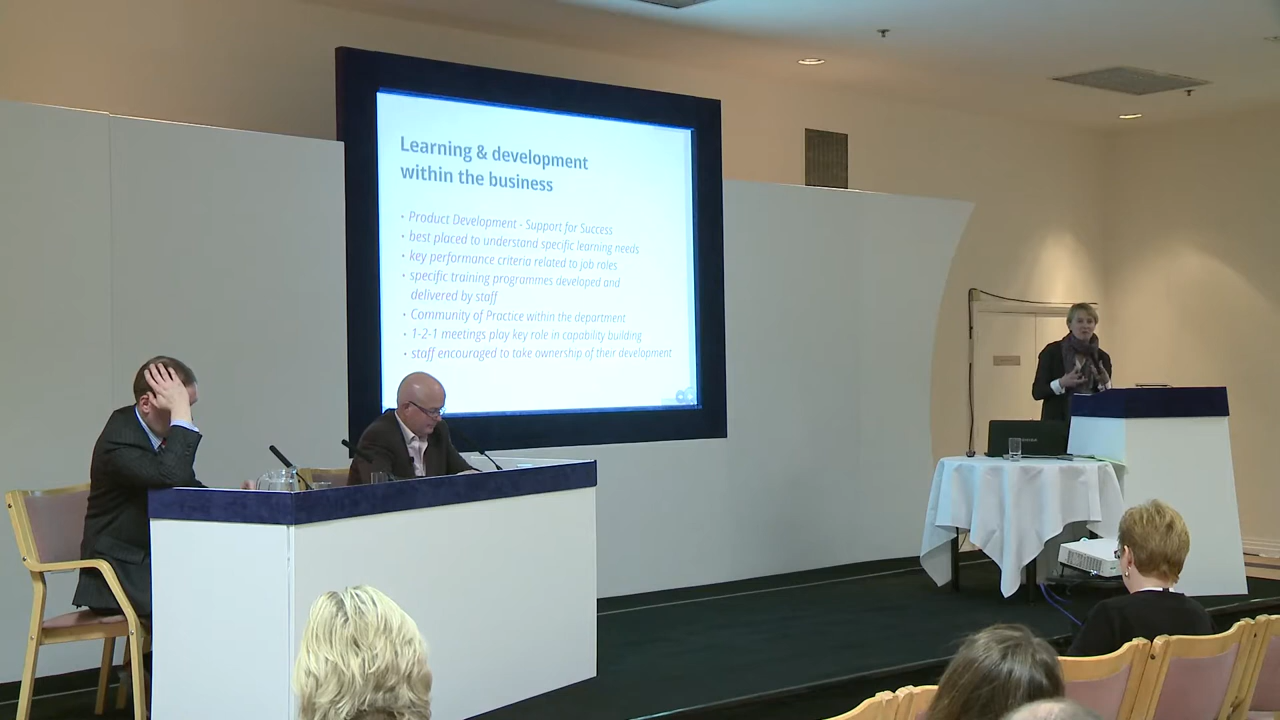 Learning & development
within the business
• Product Development - Support for Success
• best placed to understand specific learning needs
• key performance criteria related to job roles
• specific training programmes developed and
delivered by staff
• Community of Practice within the department
• 1-2-1 meetings play key role in capability building
• staff encouraged to take ownership of their development